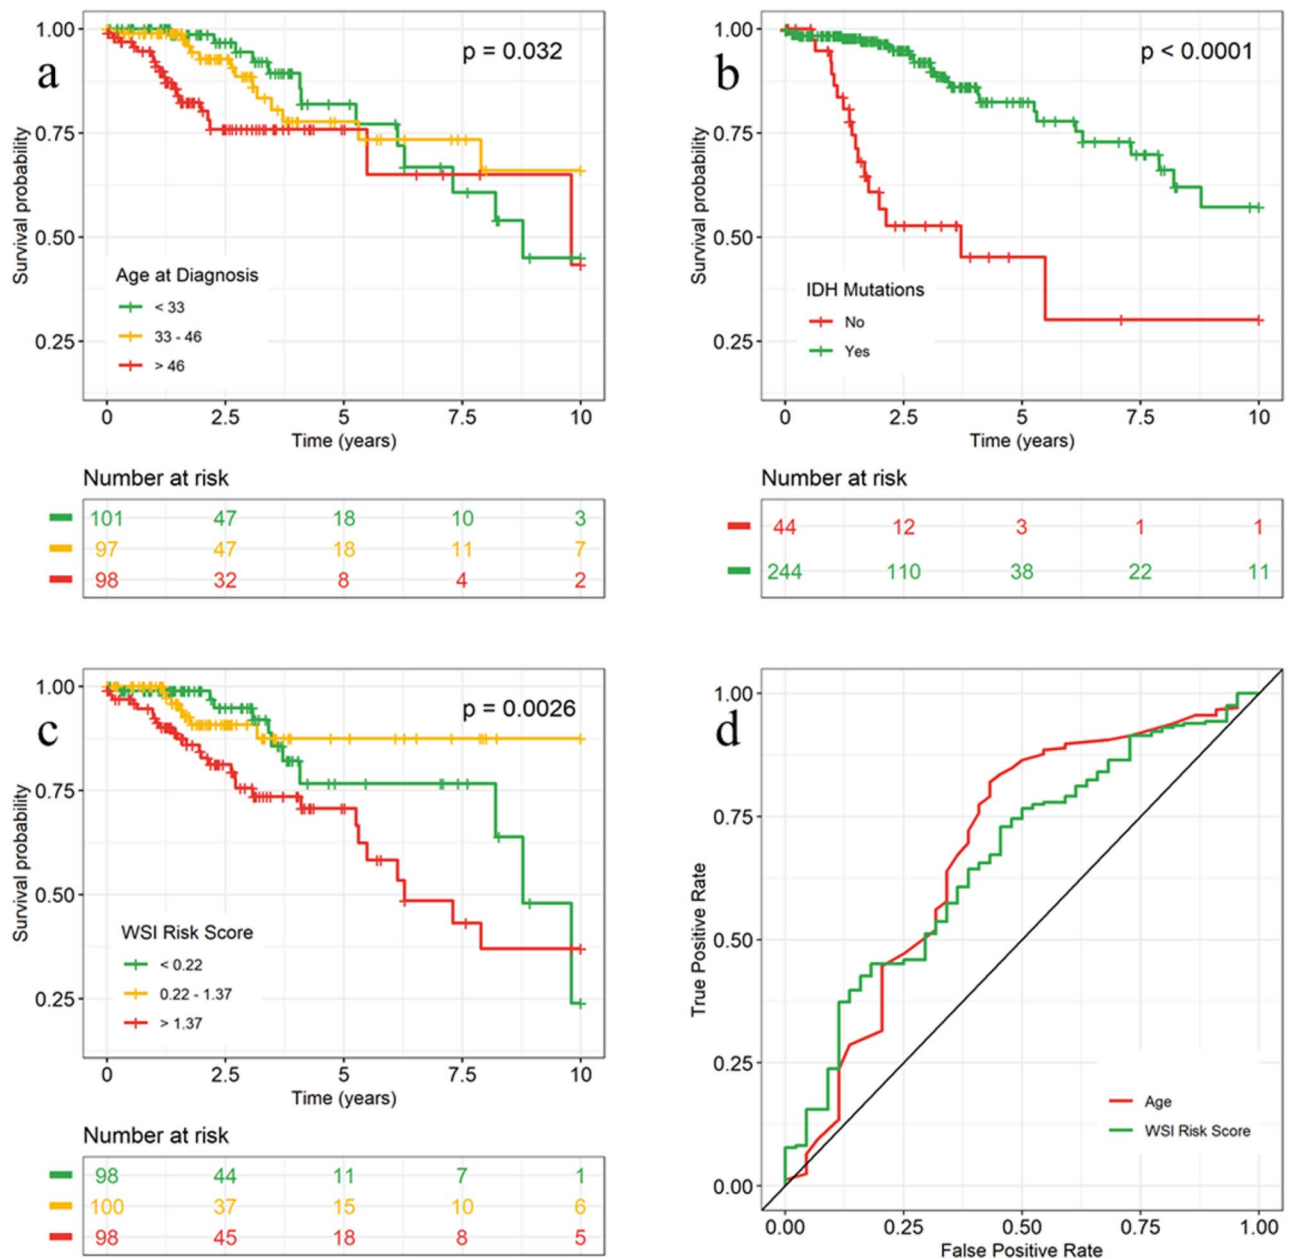 a
p = 0.032
Survival probability
1.00
0.75
0.50
0.25
Age at Diagnosis
< 33
33 - 46
> 46
0 2.5 5 7.5 10
Time (years)
Number at risk
101 47 18 10 3
97 47 18 11 7
98 32 8 4 2
b
p < 0.0001
Survival probability
1.00
0.75
0.50
0.25
IDH Mutations
No
Yes
0 2.5 5 7.5 10
Time (years)
Number at risk
44 12 3 1 1
244 110 38 22 11
c
p = 0.0026
Survival probability
1.00
0.75
0.50
0.25
WSI Risk Score
< 0.22
0.22 - 1.37
> 1.37
0 2.5 5 7.5 10
Time (years)
Number at risk
98 44 11 7 1
100 37 15 10 6
98 45 18 8 5
d
True Positive Rate
1.00
0.75
0.50
0.25
0.00
Age
WSI Risk Score
0.00 0.25 0.50 0.75 1.00
False Positive Rate